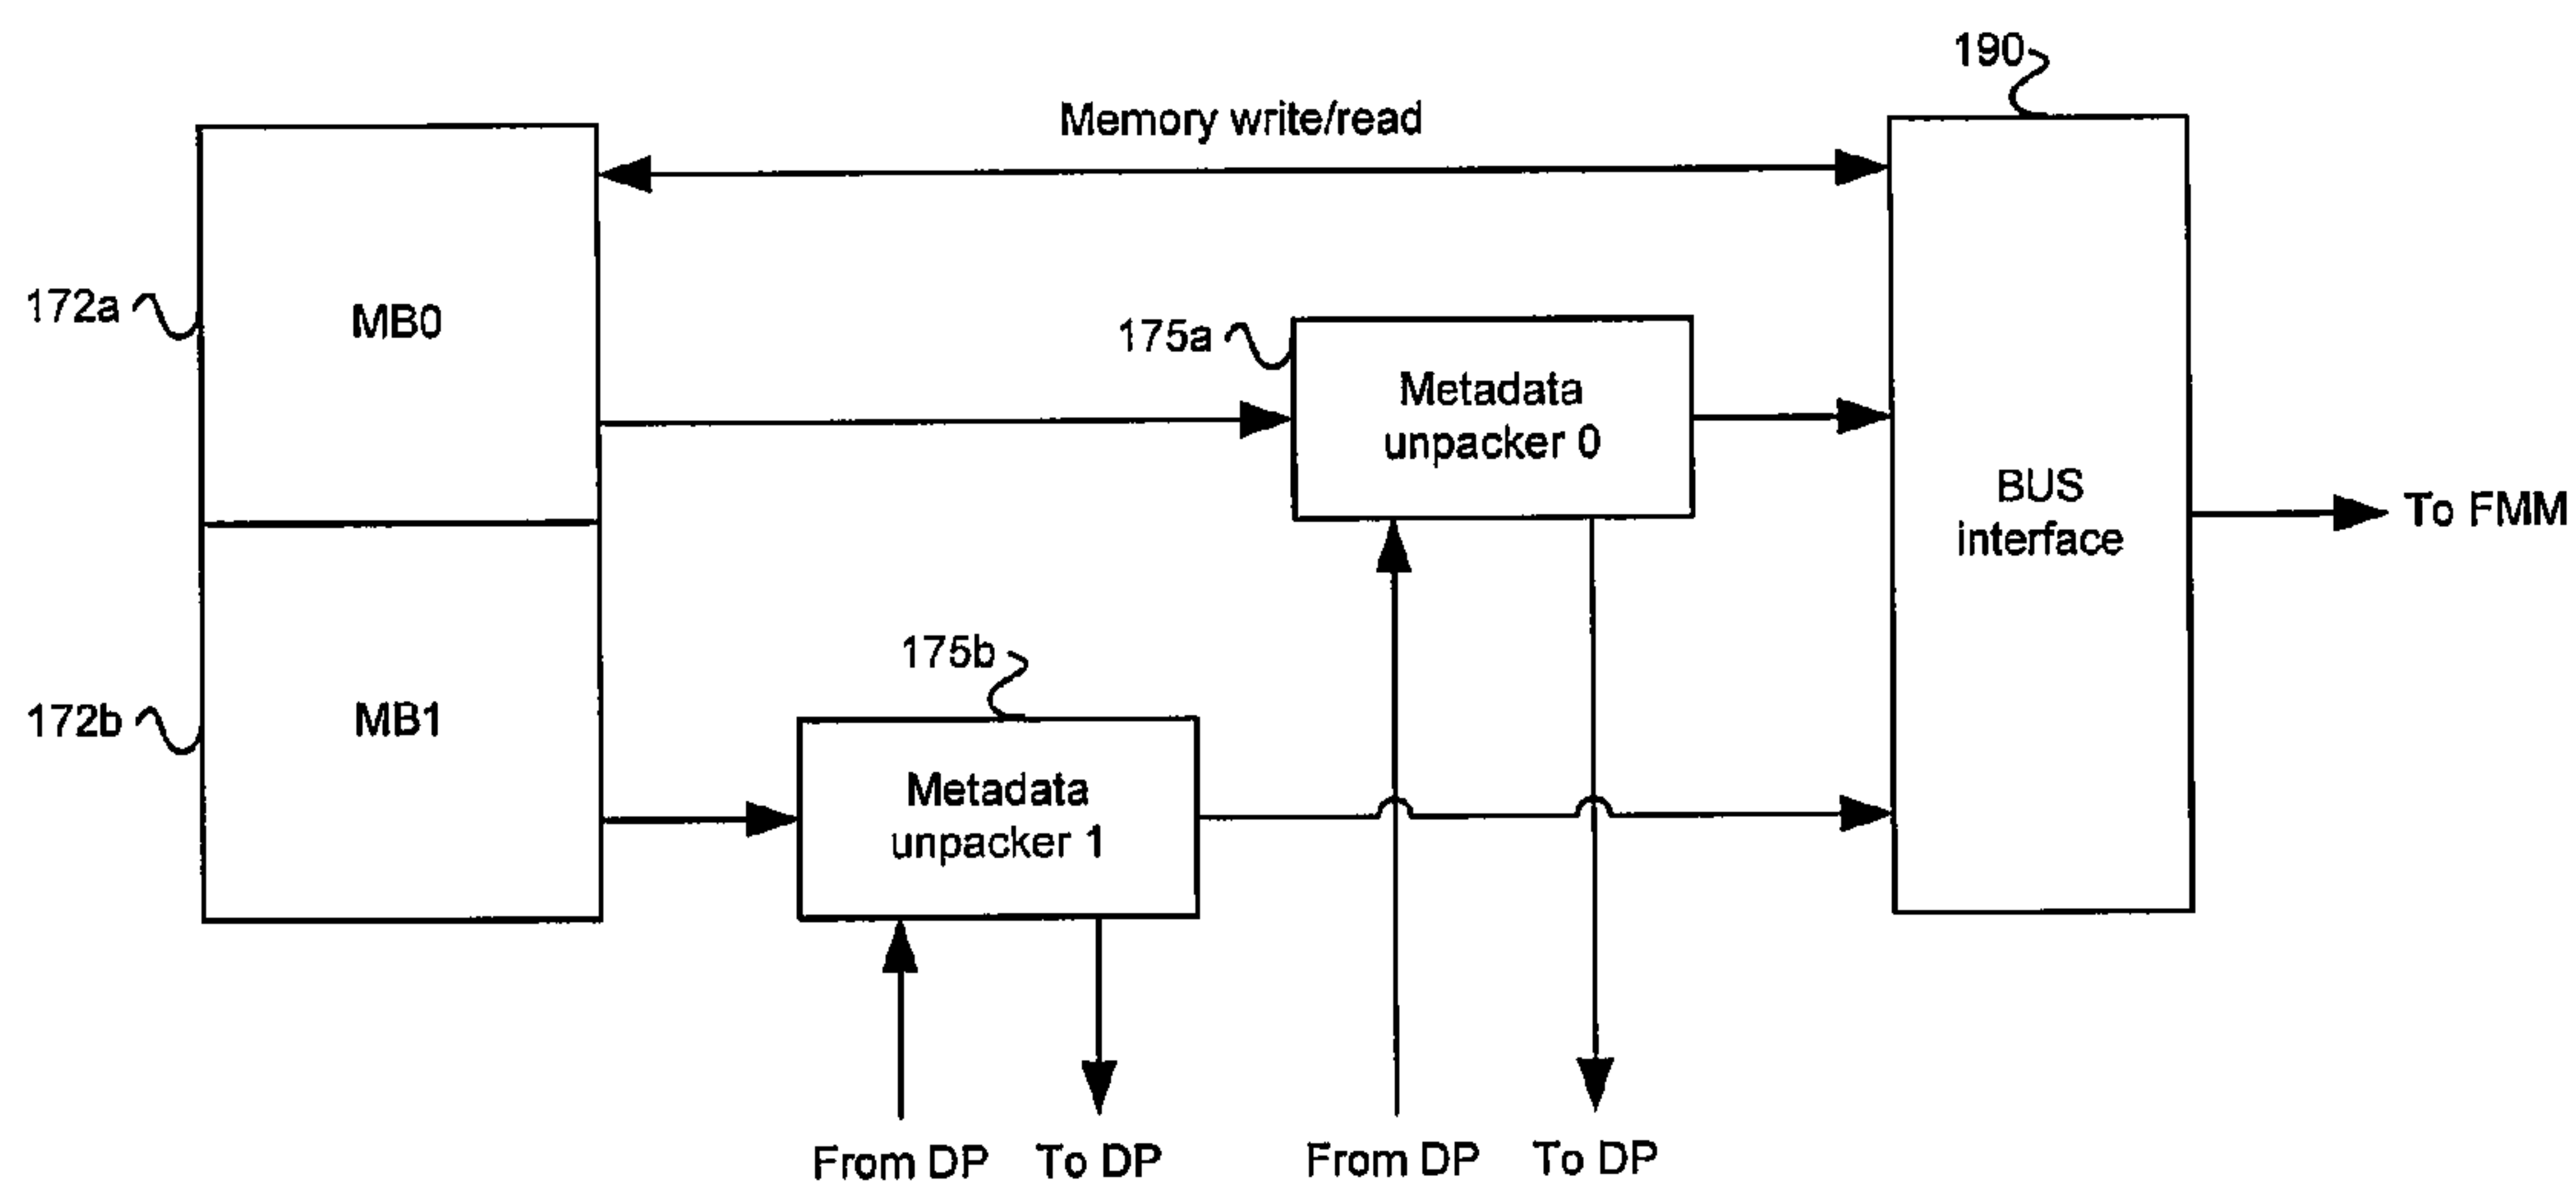 190
Memory write/read
172a
MB0
175a
Metadata
unpacker 0
BUS
interface
To FMM
175b
172b
MB1
Metadata
unpacker 1
From DP
To DP
From DP
To DP